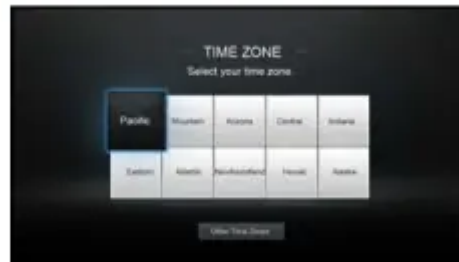 TIME ZONE
Select your time zone
Pacific Mountain Arizona Central Indiana
Eastern Atlantic Newfoundland Hawaii Alaska
Other Time Zones